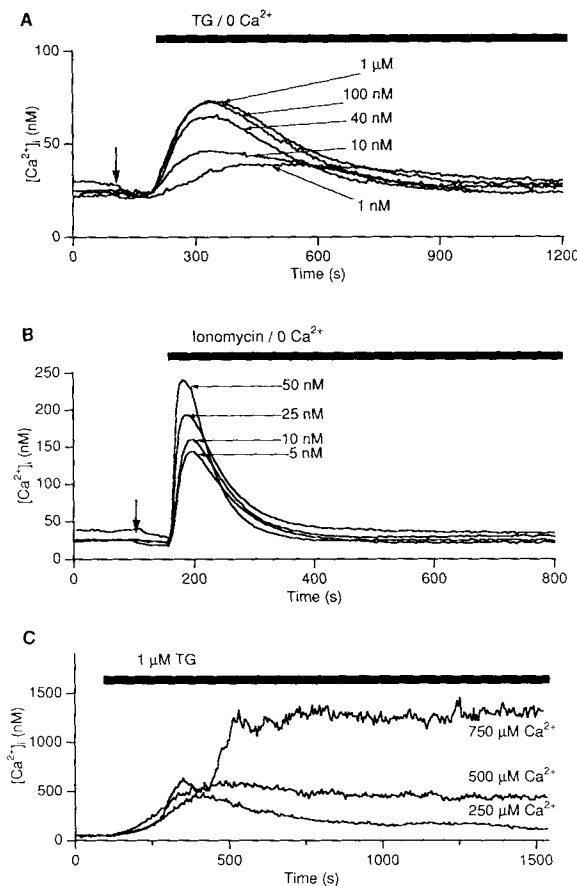 A
TG / 0 Ca²⁺
100
50
0
[Ca²⁺]ᵢ (nM)
1 μM
100 nM
40 nM
10 nM
1 nM
0 300 600 900 1200
Time (s)
B
Ionomycin / 0 Ca²⁺
250
200
150
100
50
0
[Ca²⁺]ᵢ (nM)
50 nM
25 nM
10 nM
5 nM
0 200 400 600 800
Time (s)
C
1 μM TG
1500
1000
500
0
[Ca²⁺]ᵢ (nM)
750 μM Ca²⁺
500 μM Ca²⁺
250 μM Ca²⁺
0 500 1000 1500
Time (s)